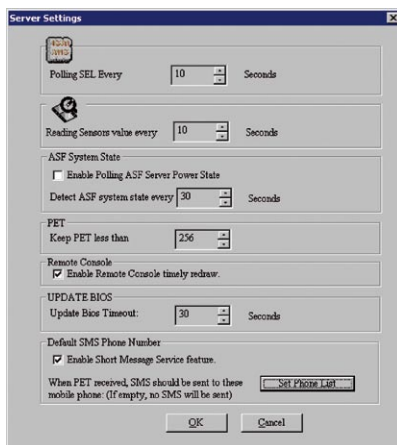 Server Settings
Polling SEL Every 10 Seconds
Reading Sensors value every 10 Seconds
ASF System State
Enable Polling ASF Server Power State
Detect ASF system state every 30 Seconds
PET
Keep PET less than 256
Remote Console
Enable Remote Console timely redraw.
UPDATE BIOS
Update Bios Timeout: 30 Seconds
Default SMS Phone Number
Enable Short Message Service feature.
When PET received, SMS should be sent to these
mobile phone: (If empty, no SMS will be sent) Set Phone List
OK Cancel